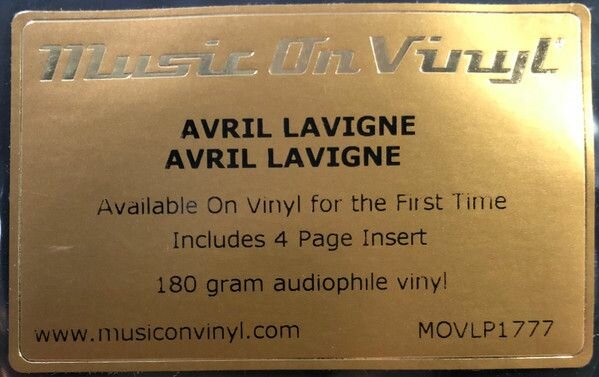 Music On Vinyl
AVRIL LAVIGNE
AVRIL LAVIGNE
Available On Vinyl for the First Time
Includes 4 Page Insert
180 gram audiophile vinyl
www.musiconvinyl.com MOVLP1777